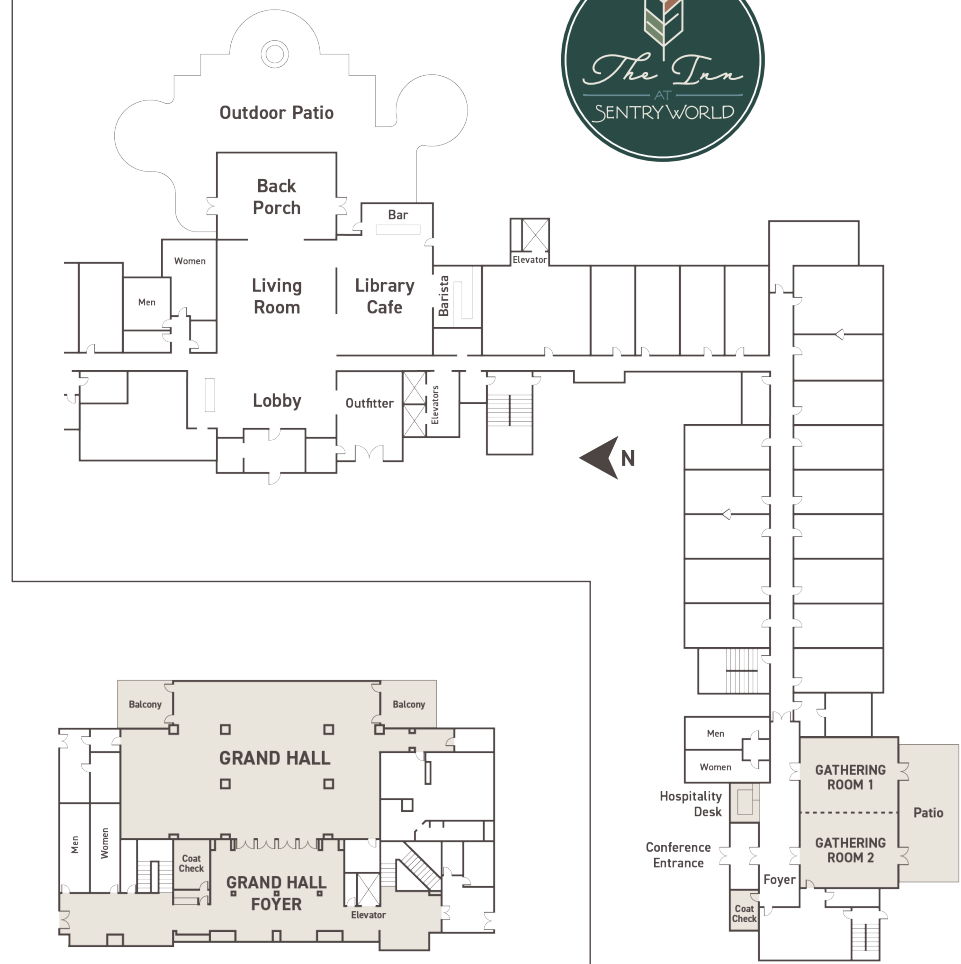 The Inn
AT
SENTRYWORLD
Outdoor Patio
Back
Porch
Bar
Women
Elevator
Men
Living
Room
Library
Cafe
Barista
Lobby
Outfitter
Elevators
N
Balcony
Balcony
GRAND HALL
Men
Women
Coat
Check
GRAND HALL
FOYER
Elevator
Men
Women
Hospitality
Desk
GATHERING
ROOM 1
Patio
Conference
Entrance
GATHERING
ROOM 2
Foyer
Coat
Check